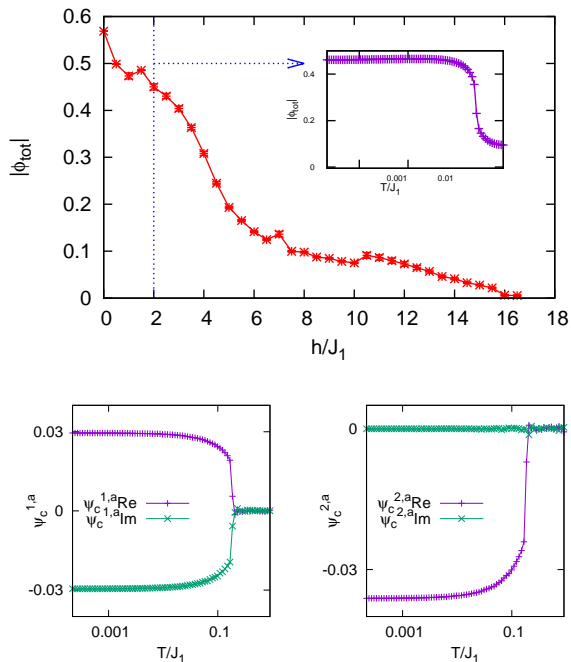 0.6
0.5
0.4
0.3
0.2
0.1
0
|ϕtot|
0 2 4 6 8 10 12 14 16 18
h/J1
0.4
0.2
0
|ϕtot|
0.001 0.01
T/J1
0.03
0
-0.03
ψc1,a
ψc1,aRe
ψc1,aIm
0.001 0.1
T/J1
0
-0.03
ψc2,a
ψc2,aRe
ψc2,aIm
0.001 0.1
T/J1